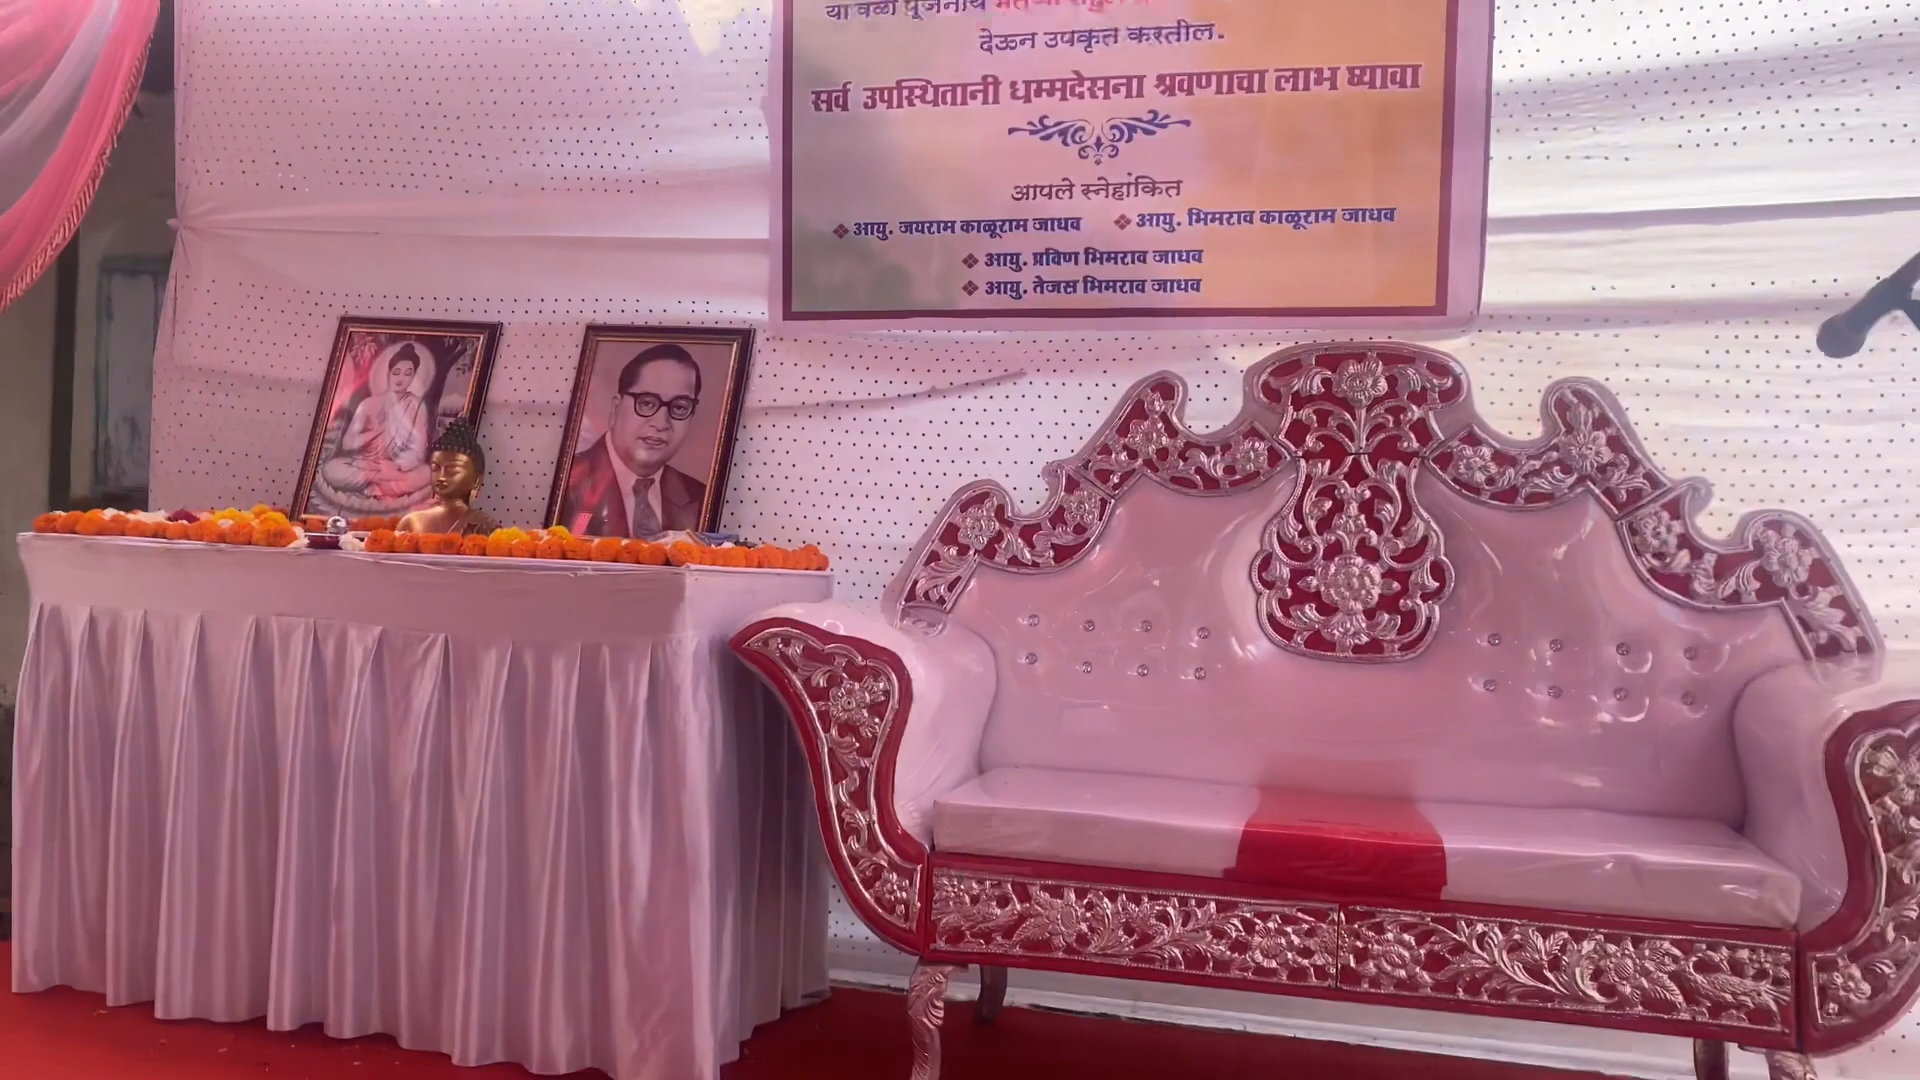 या वेळी पूजनीय
देऊन उपकृत करतील.
सर्व उपस्थितानी धम्मदेसना श्रवणाचा लाभ घ्यावा
आपले स्नेहांकित
❖ आयु. जयराम काळूराम जाधव ❖ आयु. भिमराव काळूराम जाधव
❖ आयु. प्रविण भिमराव जाधव
❖ आयु. तेजस भिमराव जाधव